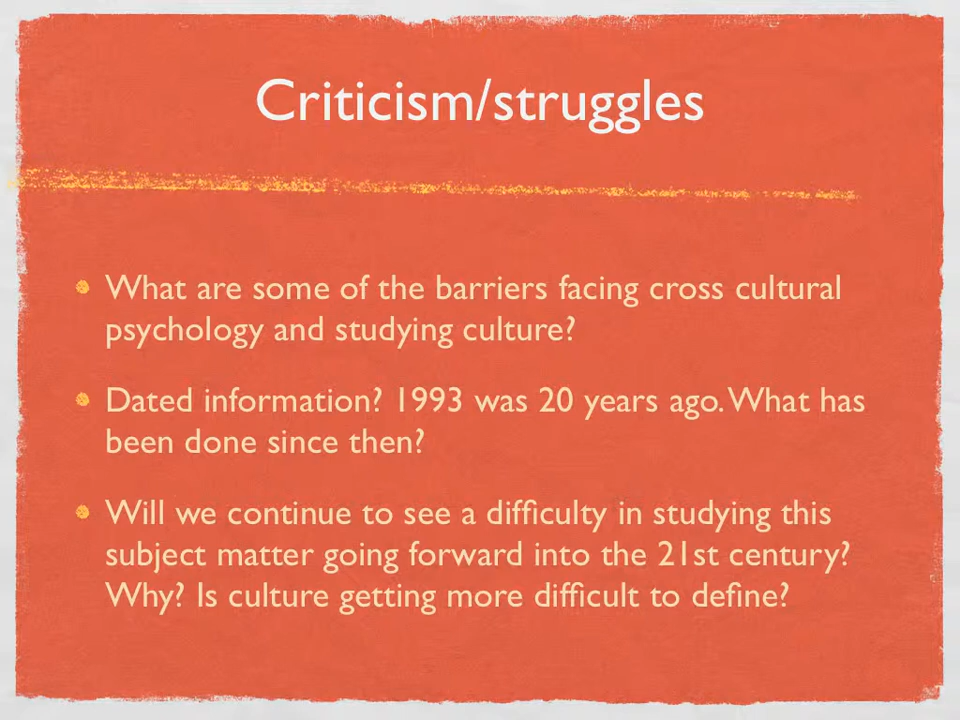 Criticism/struggles
What are some of the barriers facing cross cultural
psychology and studying culture?
Dated information? 1993 was 20 years ago. What has
been done since then?
Will we continue to see a difficulty in studying this
subject matter going forward into the 21st century?
Why? Is culture getting more difficult to define?